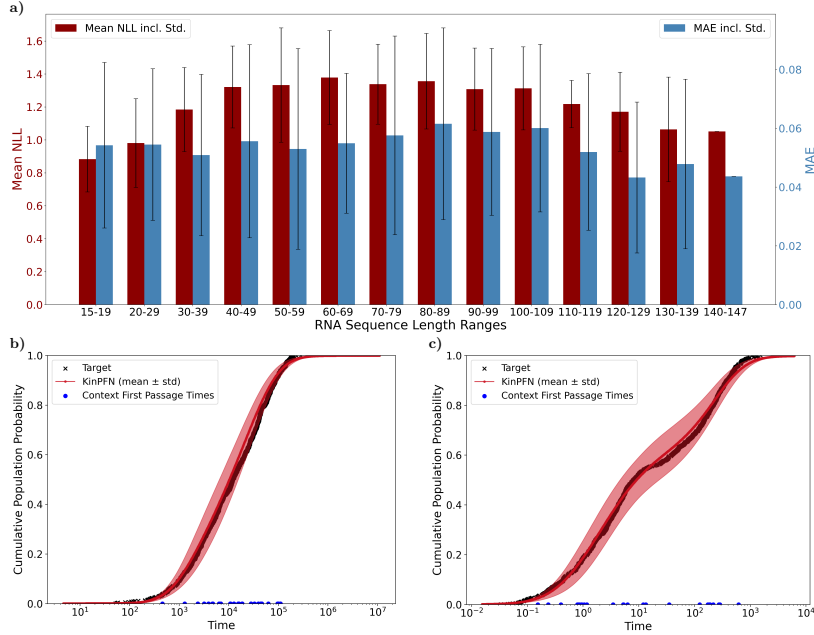 a)
Mean NLL incl. Std.
MAE incl. Std.
1.6
1.4
1.2
1.0
0.8
0.6
0.4
0.2
0.0
Mean NLL
0.08
0.06
0.04
0.02
0.00
MAE
15-19 20-29 30-39 40-49 50-59 60-69 70-79 80-89 90-99 100-109 110-119 120-129 130-139 140-147
RNA Sequence Length Ranges
b)
1.0
0.8
0.6
0.4
0.2
0.0
Cumulative Population Probability
Target
KinPFN (mean ± std)
Context First Passage Times
10¹ 10² 10³ 10⁴ 10⁵ 10⁶ 10⁷
Time
c)
1.0
0.8
0.6
0.4
0.2
0.0
Cumulative Population Probability
Target
KinPFN (mean ± std)
Context First Passage Times
10⁻² 10⁻¹ 10⁰ 10¹ 10² 10³ 10⁴
Time